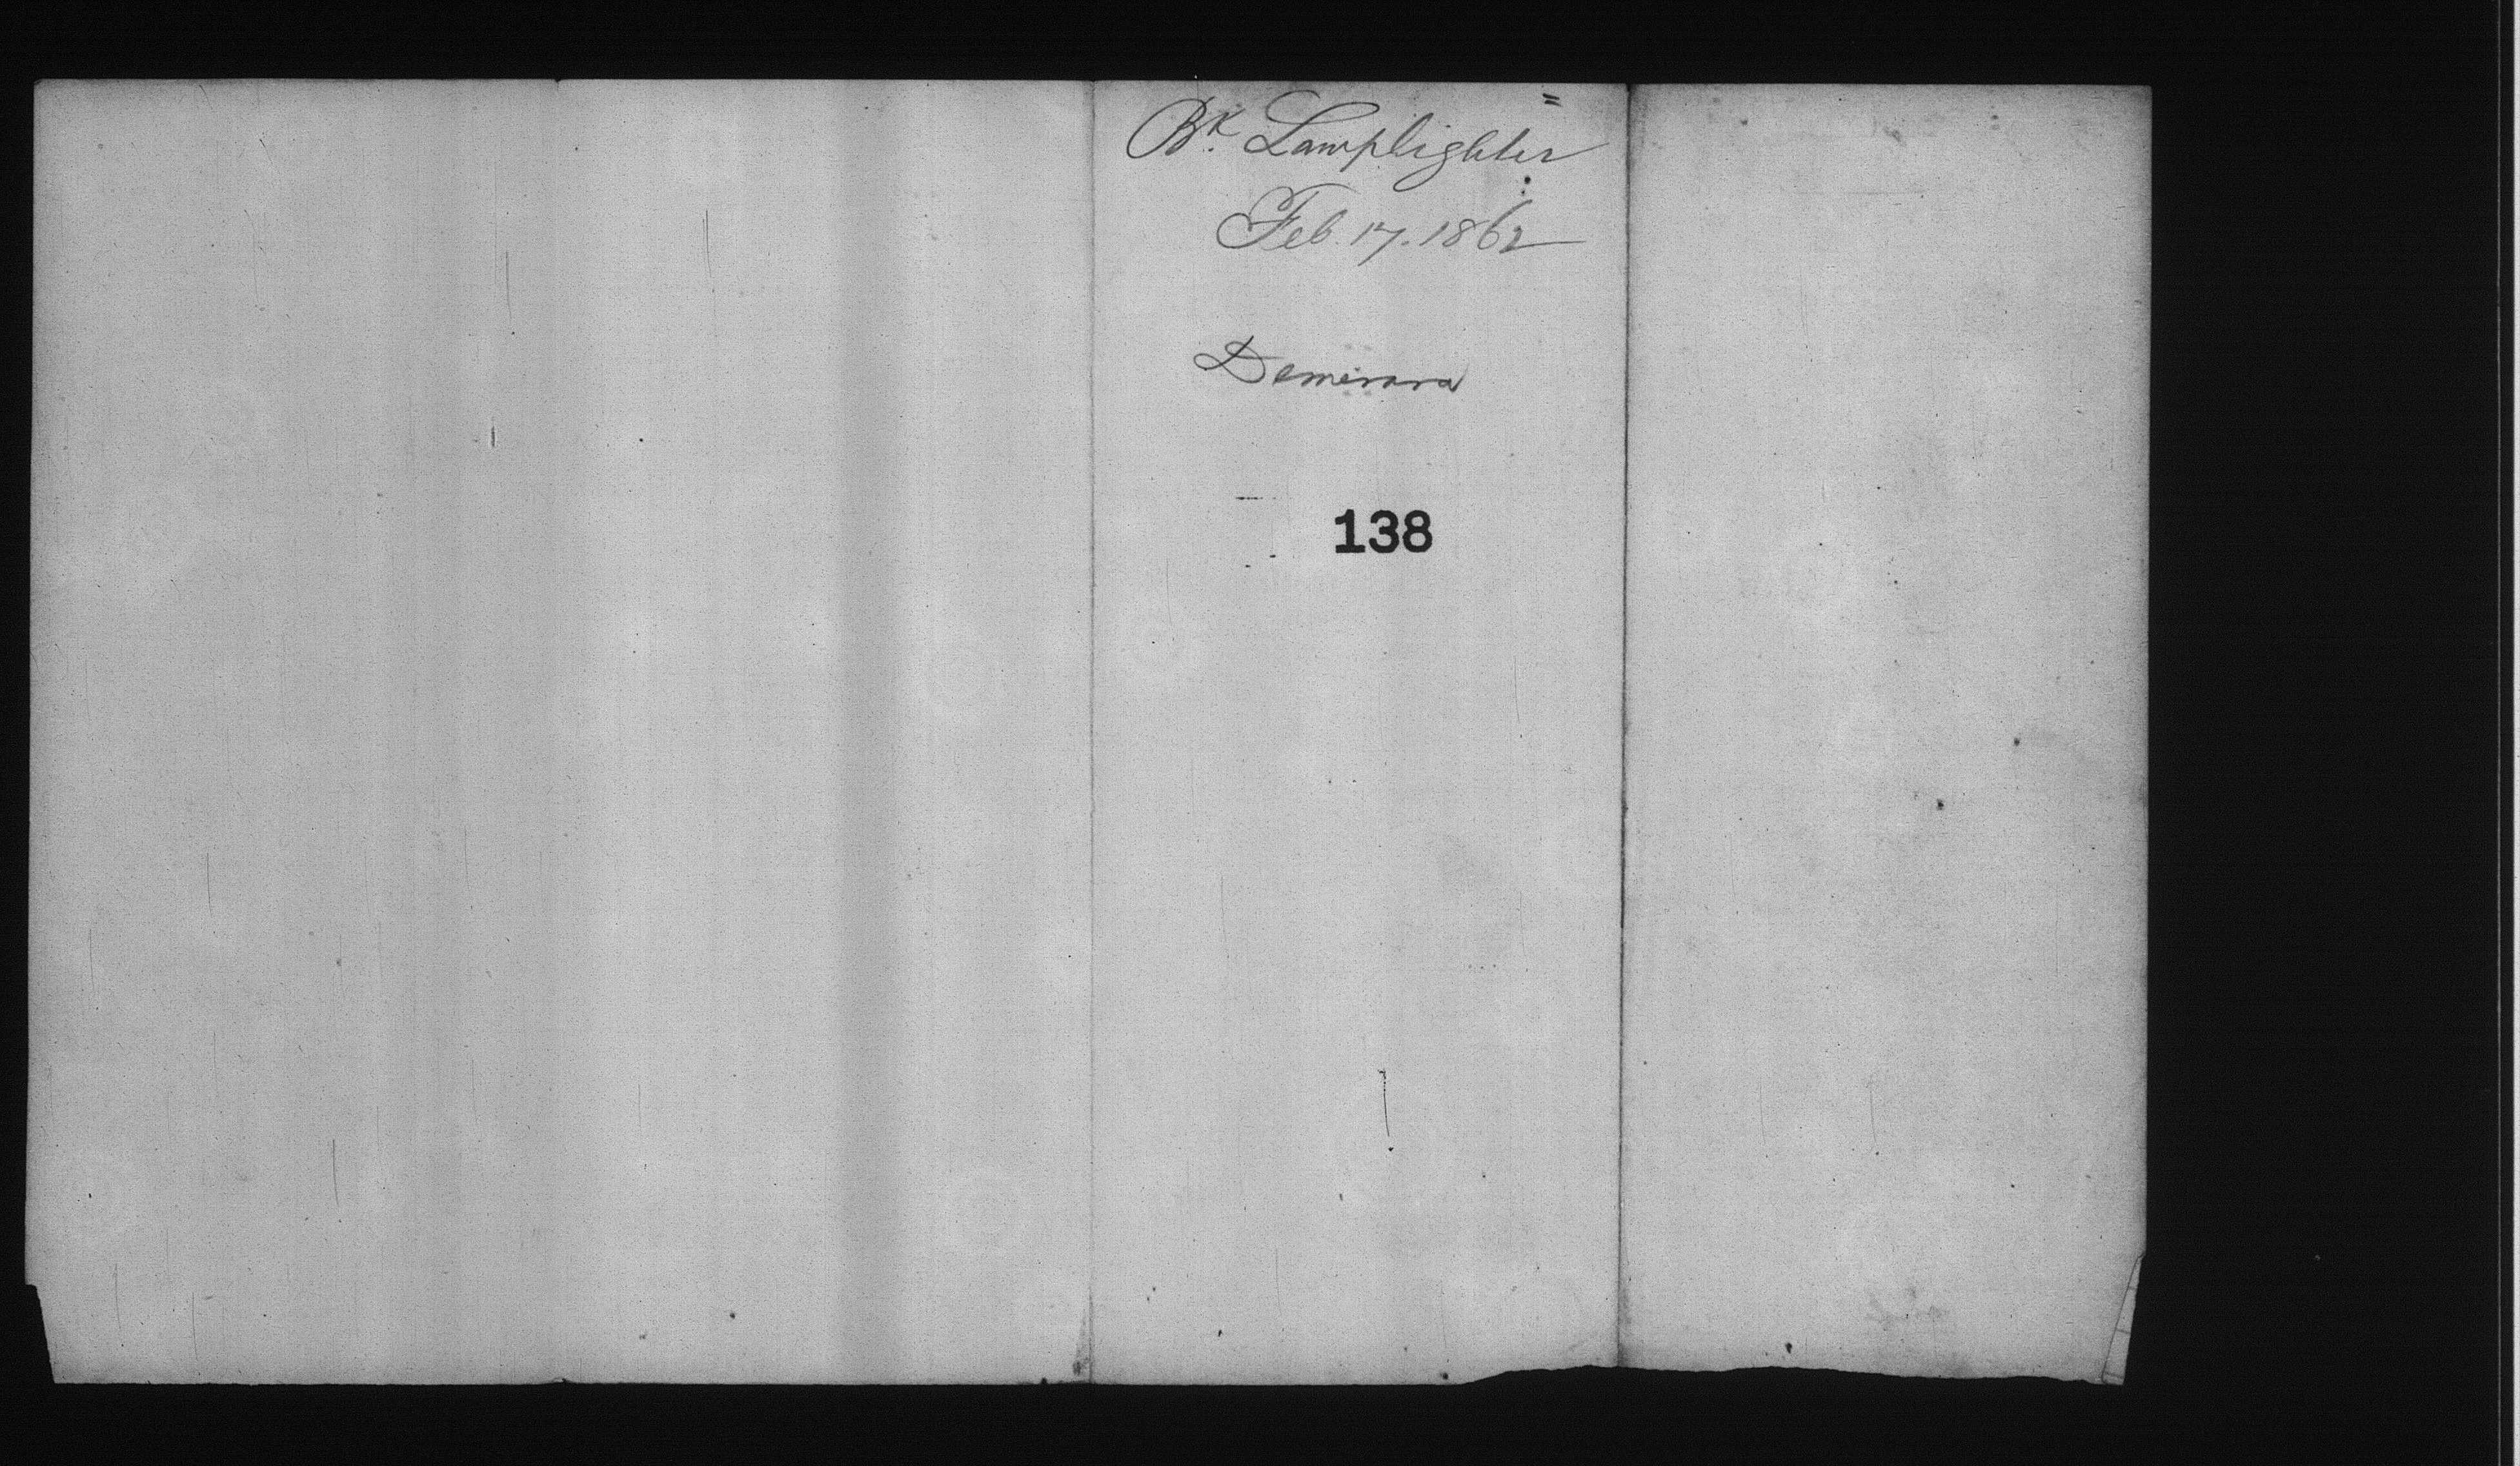 Bk. Lamplighter
Feb. 17. 1862
Demerara
138